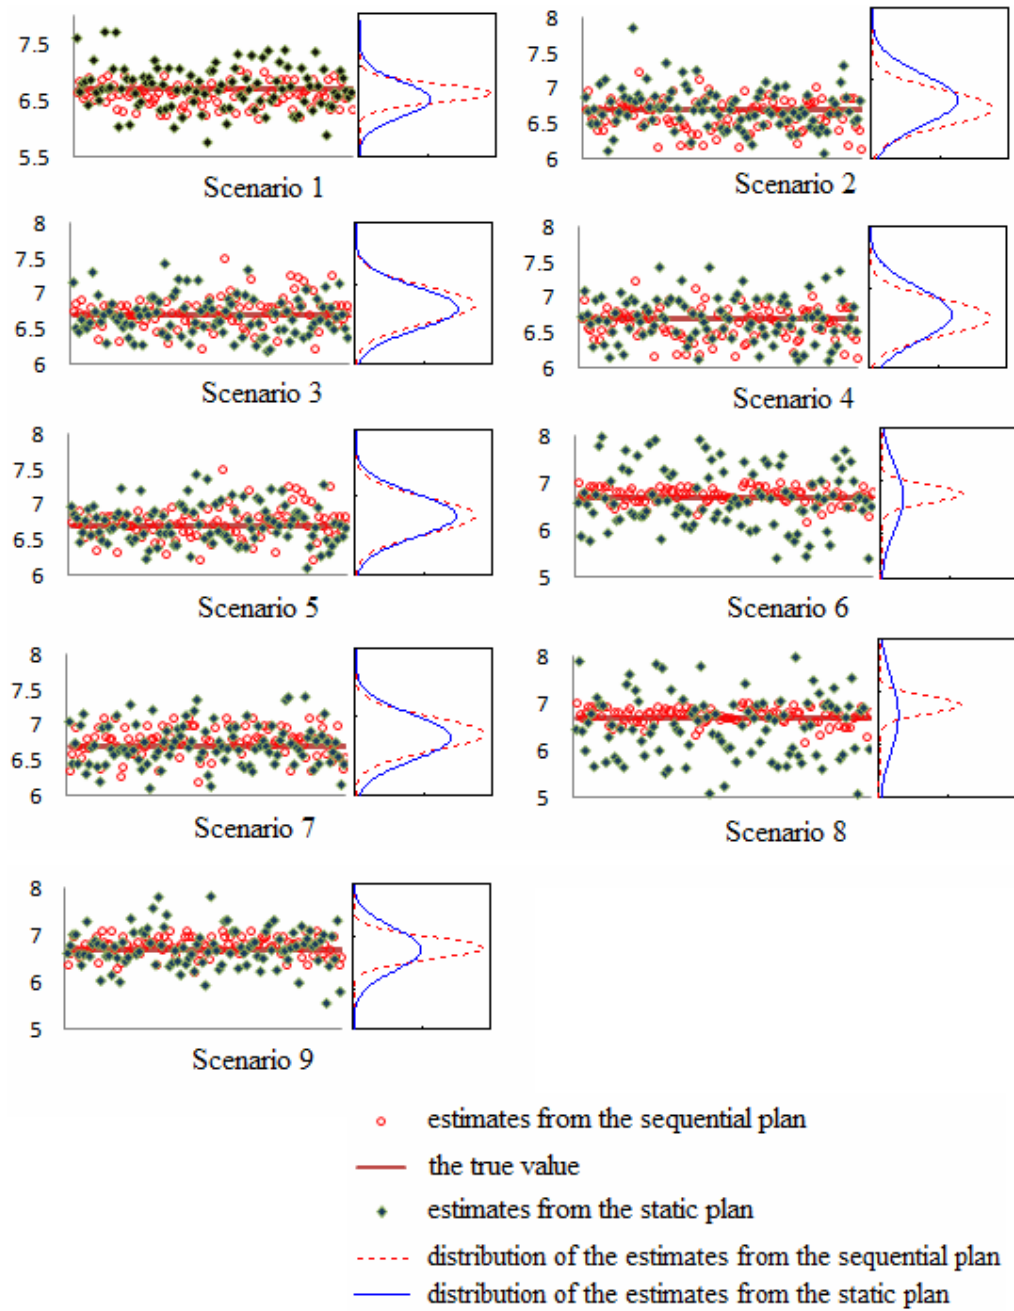 7.5
6.5
5.5
Scenario 1
8
7.5
7
6.5
6
Scenario 2
8
7.5
7
6.5
6
Scenario 3
8
7.5
7
6.5
6
Scenario 4
8
7.5
7
6.5
6
Scenario 5
8
7
6
5
Scenario 6
8
7.5
7
6.5
6
Scenario 7
8
7
6
5
Scenario 8
8
7
6
5
Scenario 9
estimates from the sequential plan
the true value
estimates from the static plan
distribution of the estimates from the sequential plan
distribution of the estimates from the static plan